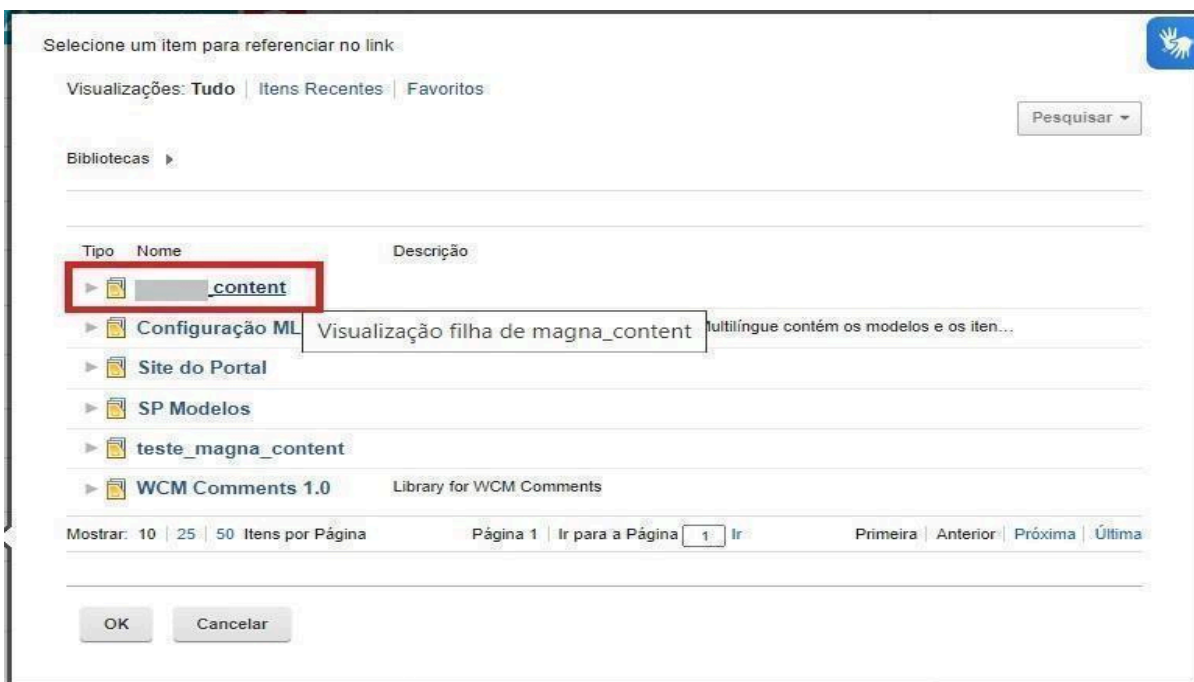 Selecione um item para referenciar no link
Visualizações: Tudo | Itens Recentes | Favoritos
Pesquisar
Bibliotecas
Tipo Nome Descrição
_content
Configuração ML Multilíngue contém os modelos e os iten...
Visualização filha de magna_content
Site do Portal
SP Modelos
teste_magna_content
WCM Comments 1.0 Library for WCM Comments
Mostrar: 10 | 25 | 50 Itens por Página Página 1 | Ir para a Página 1 Ir Primeira | Anterior | Próxima | Última
OK Cancelar